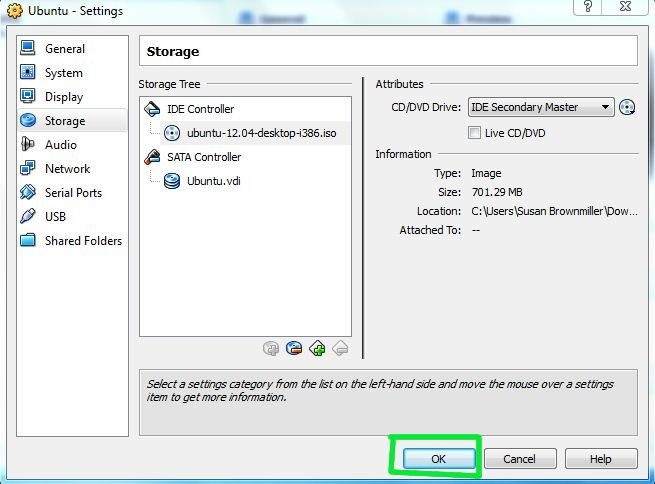 Ubuntu - Settings
General
System
Display
Storage
Audio
Network
Serial Ports
USB
Shared Folders
Storage
Storage Tree
IDE Controller
ubuntu-12.04-desktop-i386.iso
SATA Controller
Ubuntu.vdi
Attributes
CD/DVD Drive: IDE Secondary Master
Live CD/DVD
Information
Type: Image
Size: 701.29 MB
Location: C:\Users\Susan Brownmiller\Dow...
Attached To: --
Select a settings category from the list on the left-hand side and move the mouse over a settings
item to get more information.
OK Cancel Help